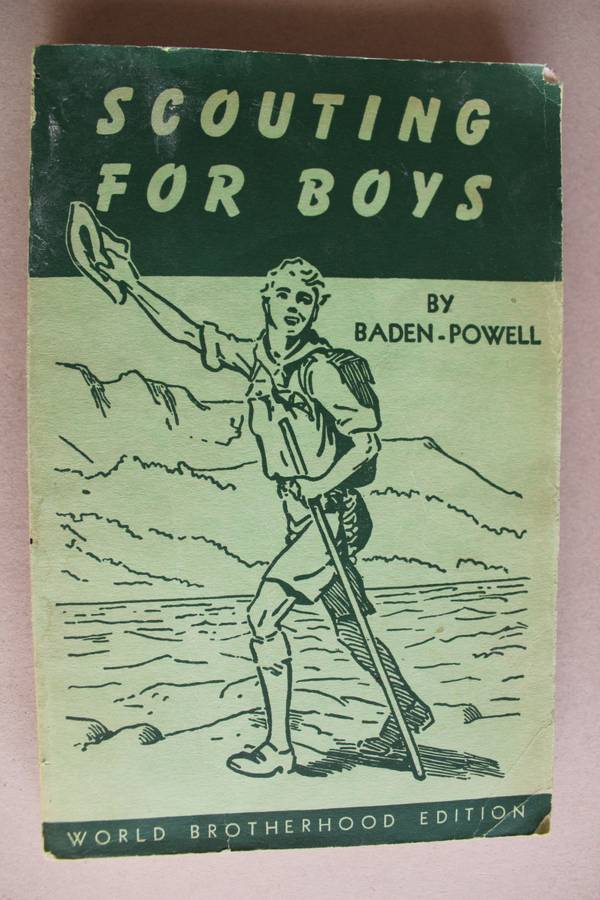 SCOUTING
FOR BOYS
BY
BADEN-POWELL
WORLD BROTHERHOOD EDITION